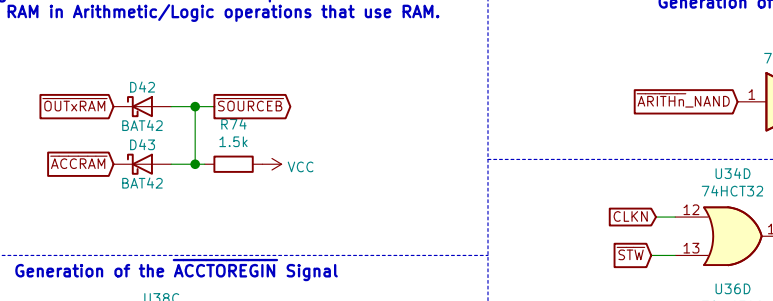 RAM in Arithmetic/Logic operations that use RAM.
Generation of
D42
OUTxRAM
SOURCEB
BAT42
R74
1.5k
D43
ACCRAM
VCC
BAT42
7
ARITHn_NAND
1
U34D
74HCT32
CLKN
12
STW
13
1
U36D
Generation of the ACCTOREGIN Signal
U38C